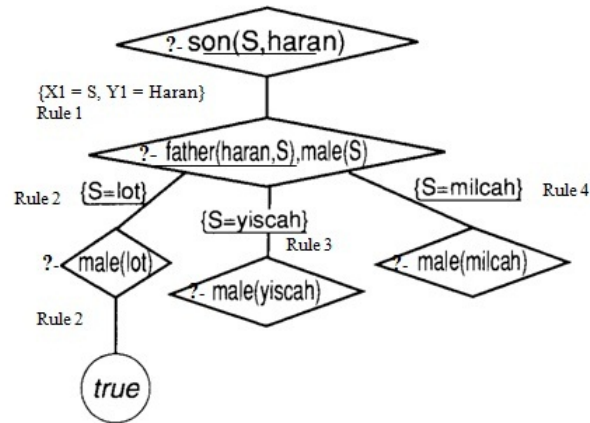 ?- son(S,haran)
{X1 = S, Y1 = Haran}
Rule 1
?- father(haran,S),male(S)
Rule 2 {S=lot}
{S=yiscah}
Rule 3
{S=milcah} Rule 4
?- male(lot)
?- male(yiscah)
?- male(milcah)
Rule 2
true